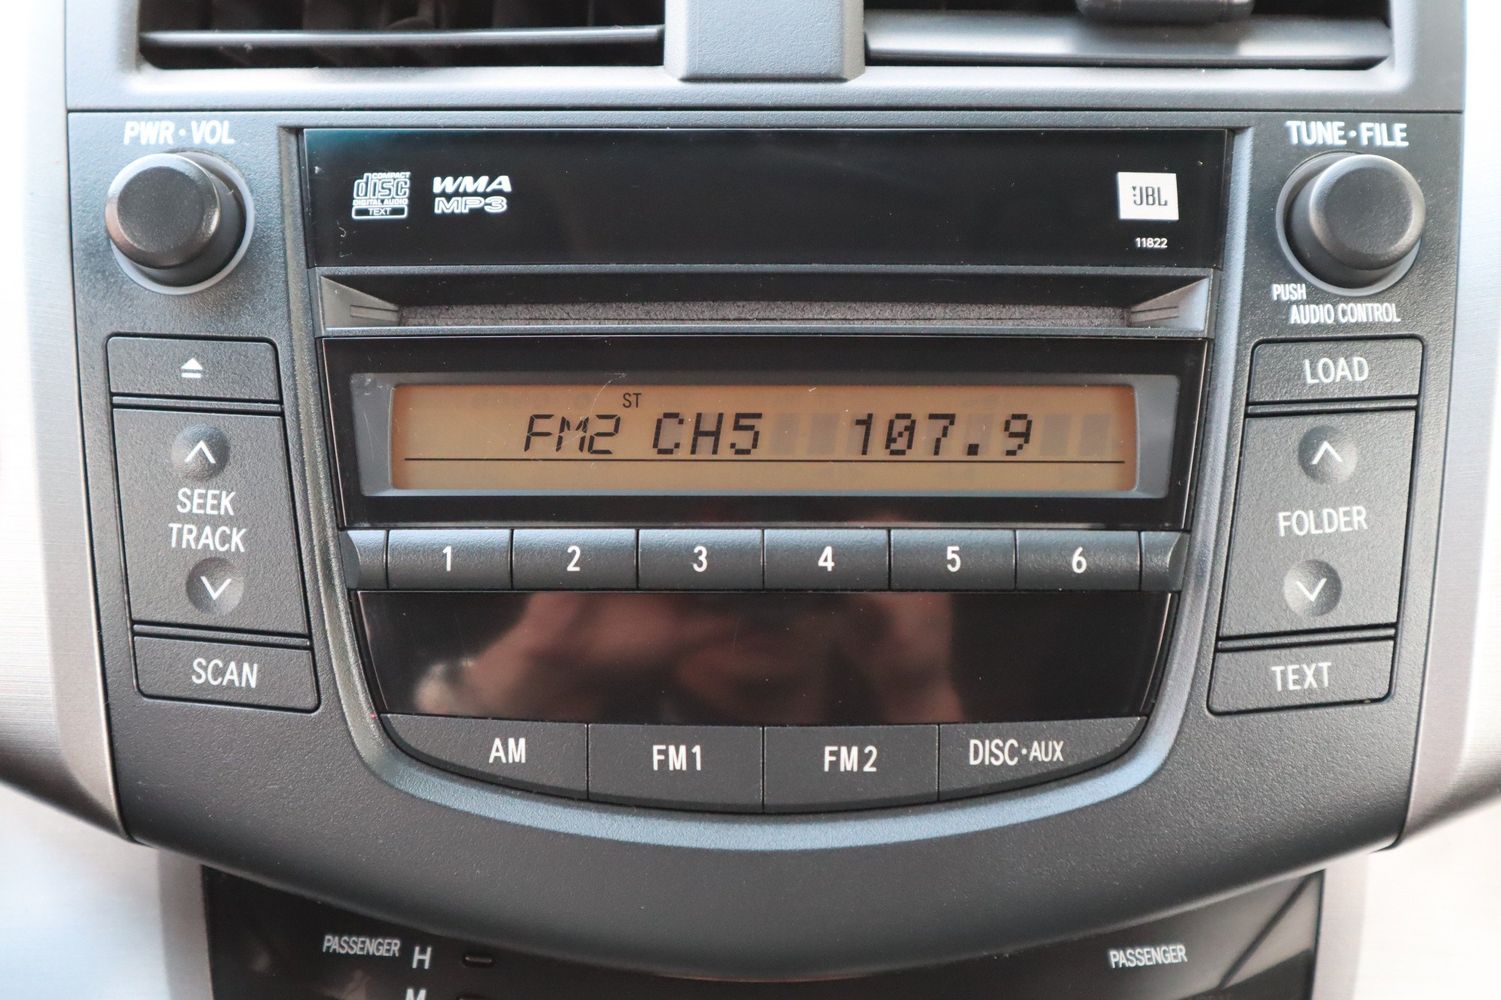 PWR•VOL
COMPACT
disc
DIGITAL AUDIO
TEXT
WMA
MP3
JBL
11822
TUNE•FILE
PUSH
AUDIO CONTROL
LOAD
ST
FM2 CH5 107.9
SEEK
TRACK
FOLDER
1 2 3 4 5 6
SCAN
TEXT
AM FM1 FM2 DISC•AUX
PASSENGER H
M
PASSENGER